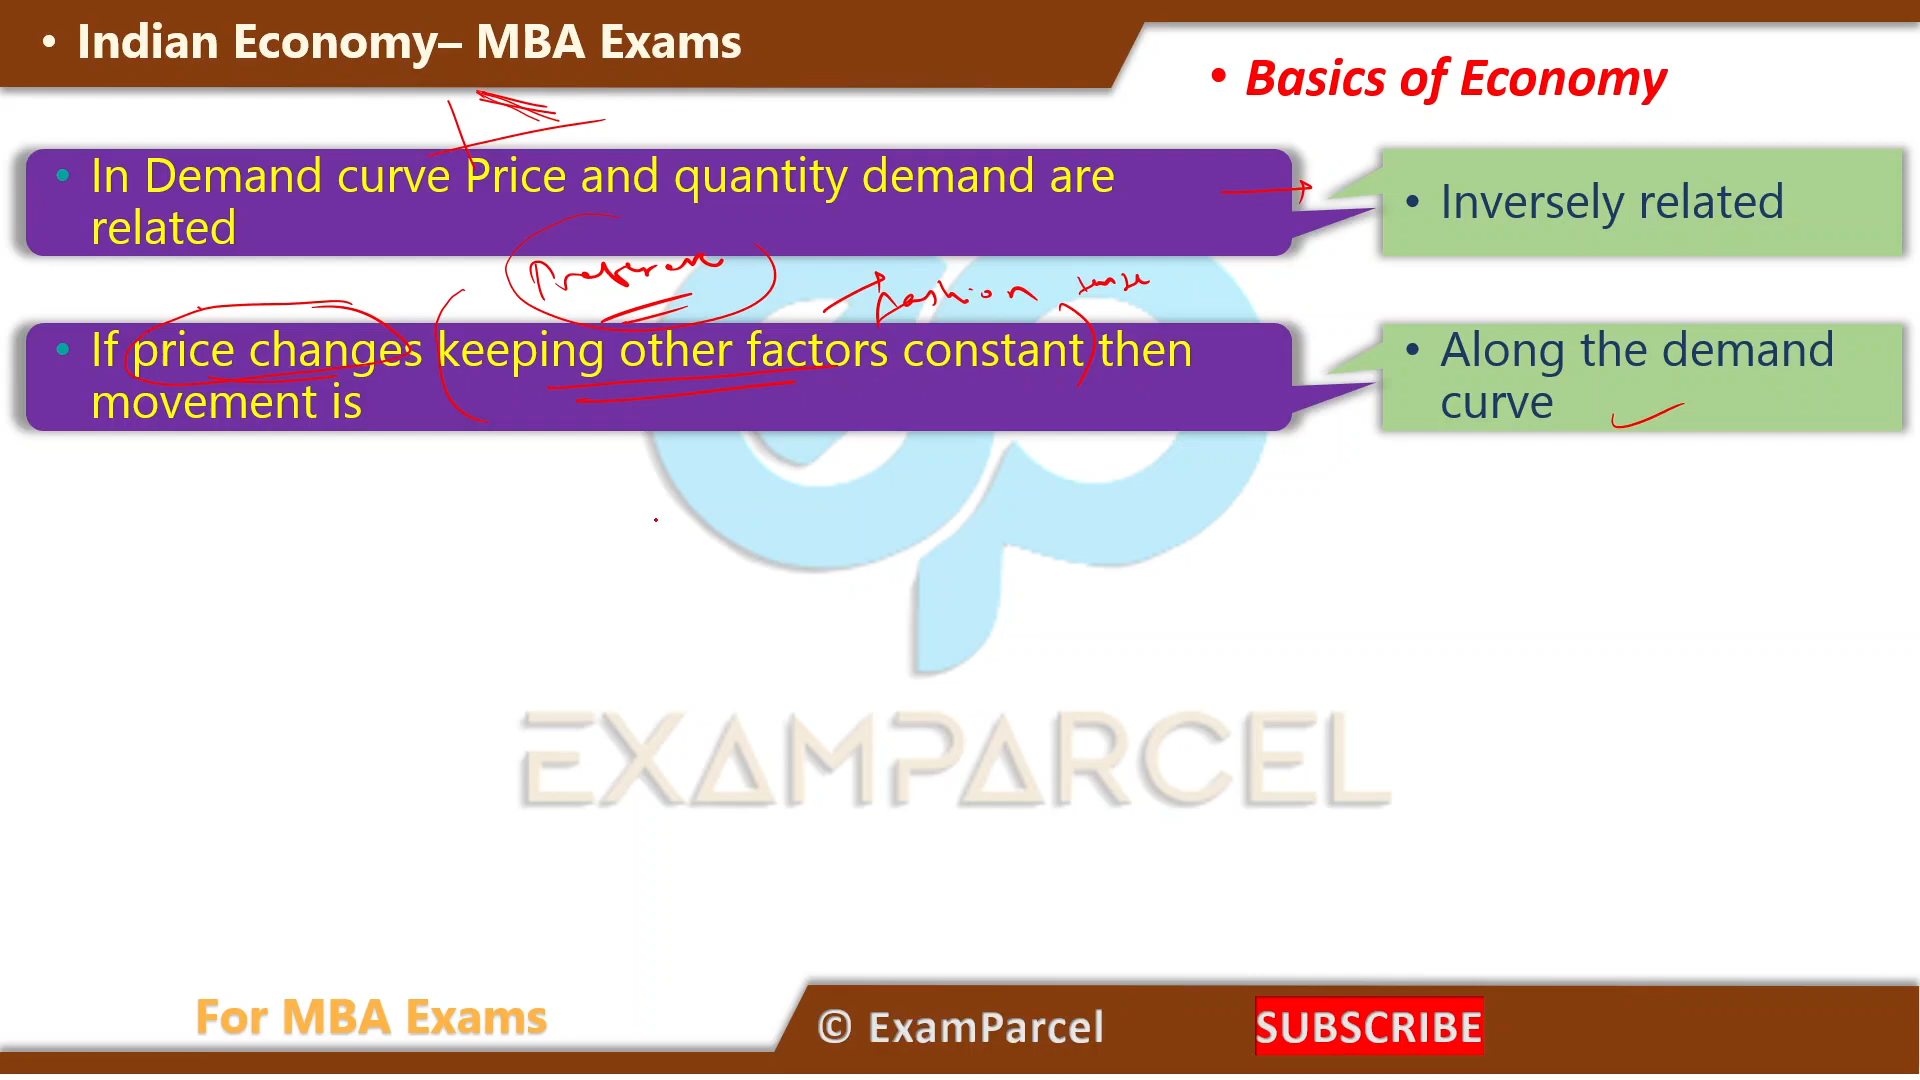 • Indian Economy– MBA Exams
• Basics of Economy
• In Demand curve Price and quantity demand are
related
• Inversely related
Preference
fashion
• If price changes keeping other factors constant then
movement is
• Along the demand
curve
EXAMPARCEL
For MBA Exams
© ExamParcel
SUBSCRIBE